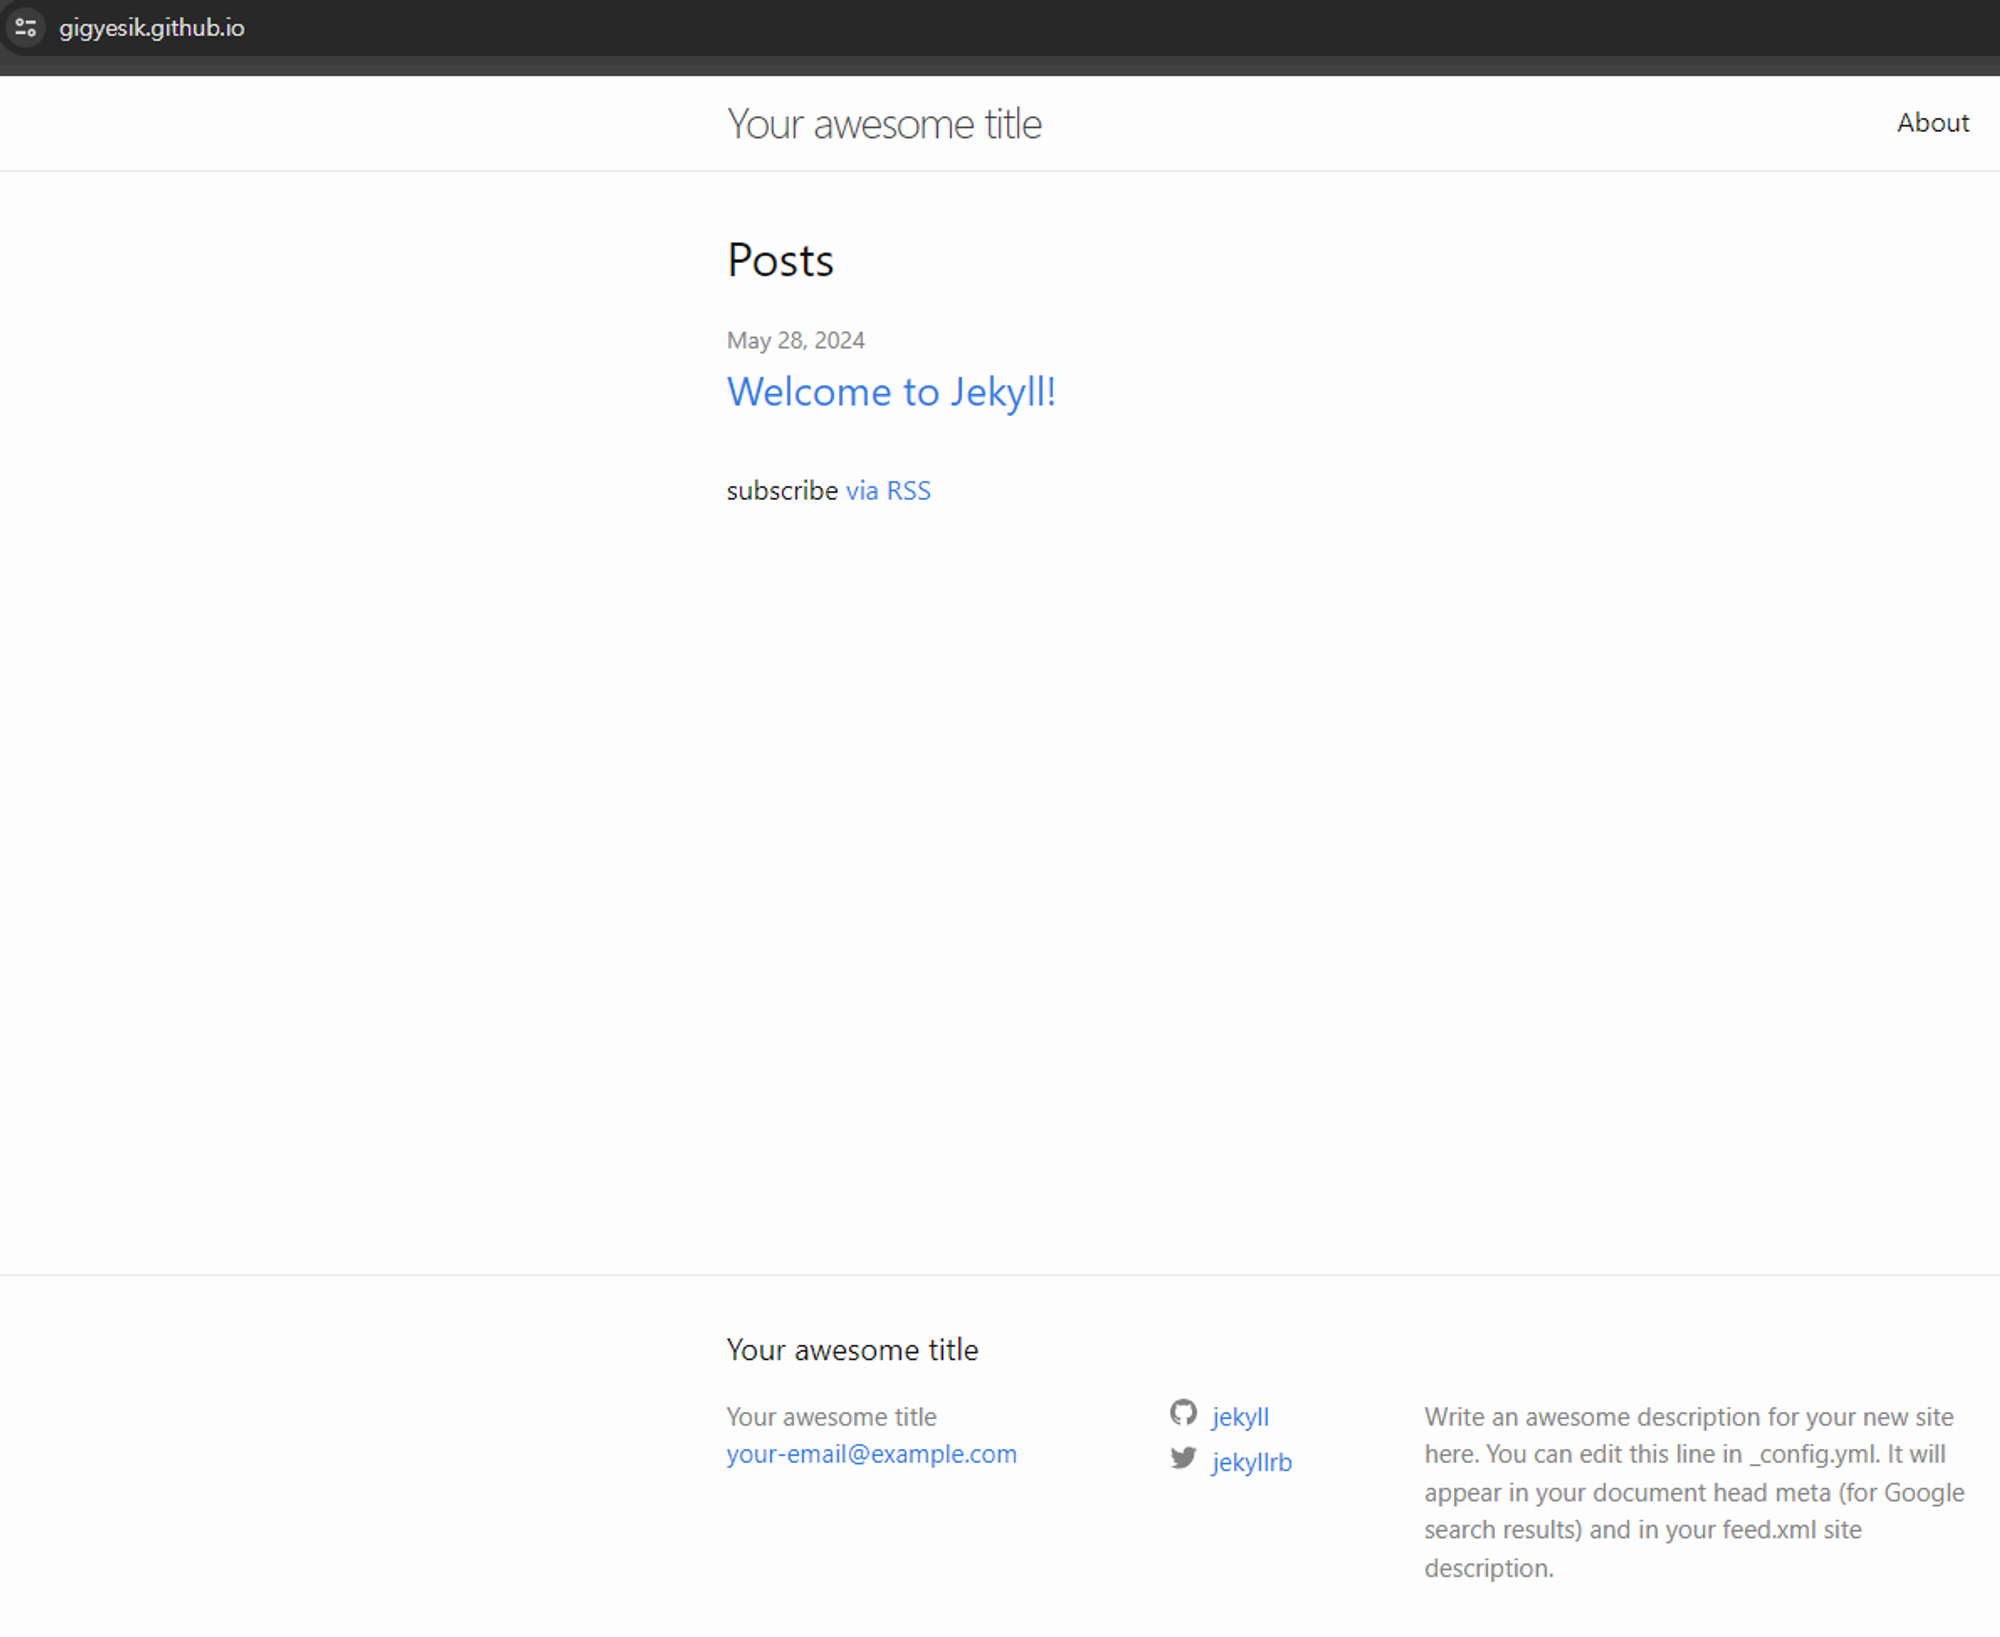 gigyesik.github.io
Your awesome title
About
Posts
May 28, 2024
Welcome to Jekyll!
subscribe via RSS
Your awesome title
Your awesome title
your-email@example.com
jekyll
jekyllrb
Write an awesome description for your new site
here. You can edit this line in _config.yml. It will
appear in your document head meta (for Google
search results) and in your feed.xml site
description.